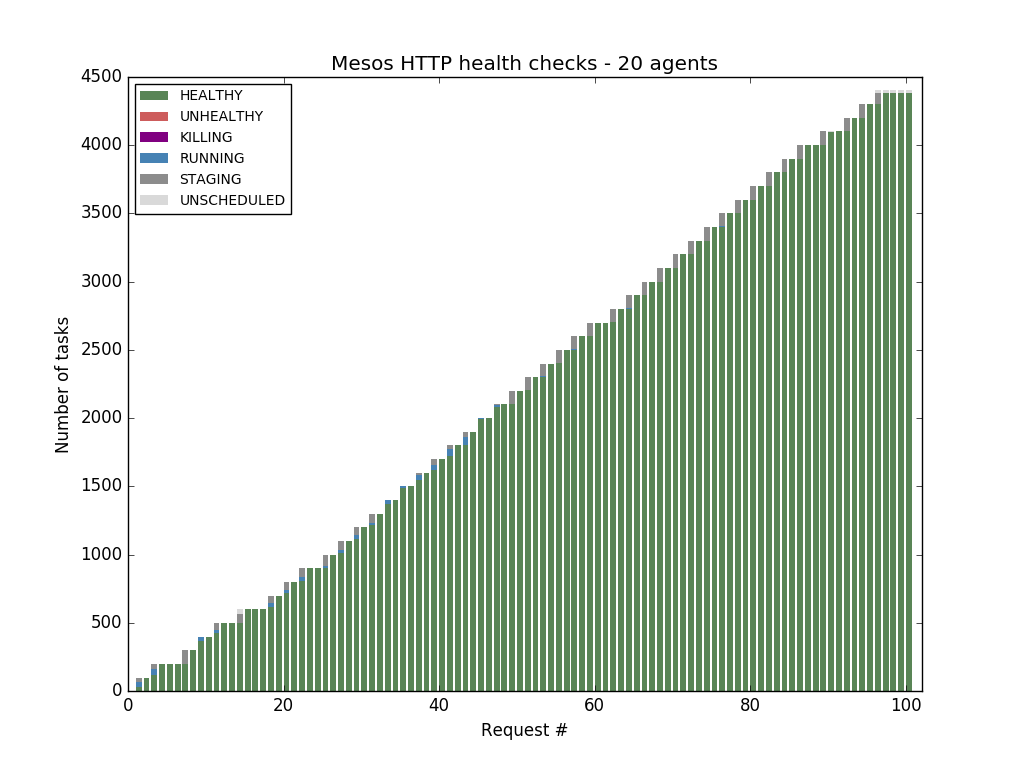 Mesos HTTP health checks - 20 agents
4500
4000
3500
3000
2500
2000
1500
1000
500
0
Number of tasks
HEALTHY
UNHEALTHY
KILLING
RUNNING
STAGING
UNSCHEDULED
0 20 40 60 80 100
Request #